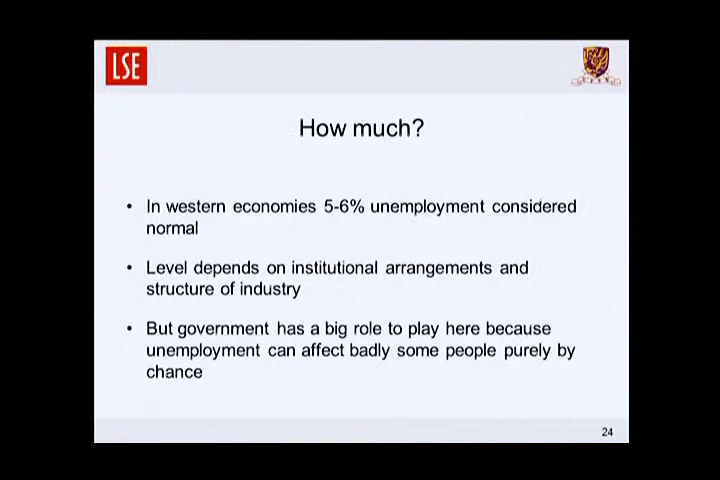 LSE
How much?
• In western economies 5-6% unemployment considered
normal
• Level depends on institutional arrangements and
structure of industry
• But government has a big role to play here because
unemployment can affect badly some people purely by
chance
24